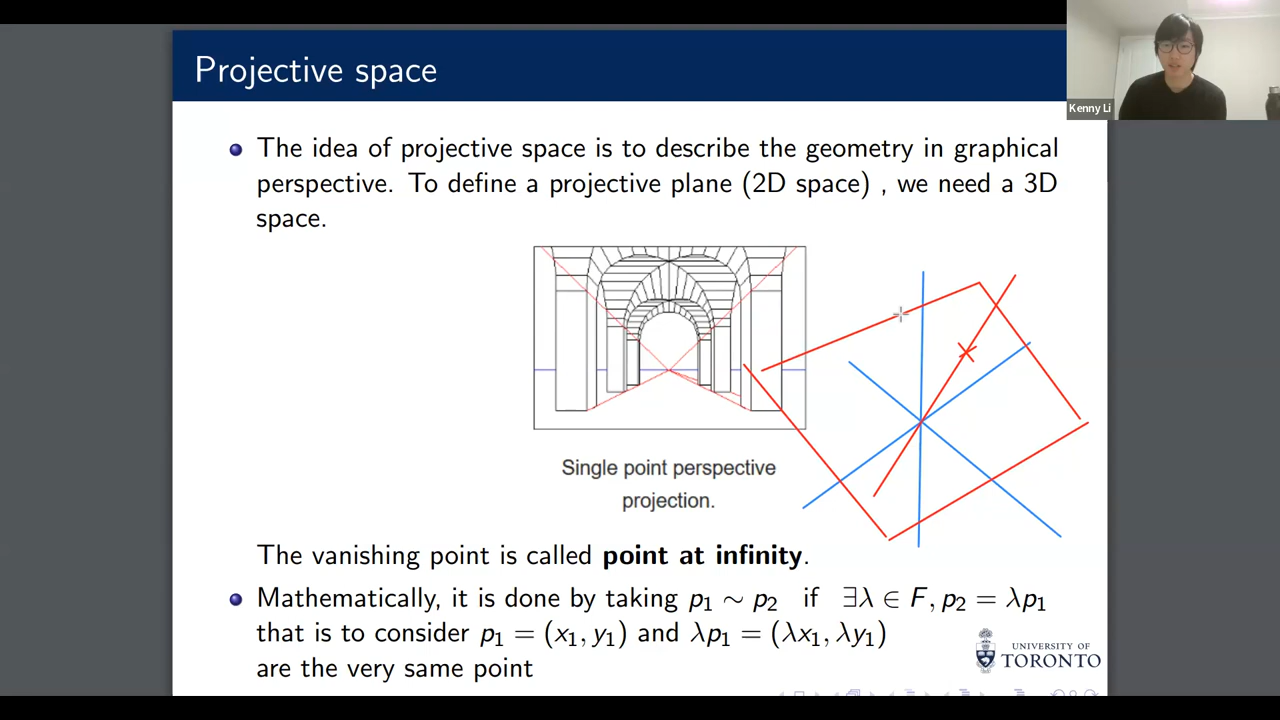 Projective space
Kenny Li
The idea of projective space is to describe the geometry in graphical
perspective. To define a projective plane (2D space) , we need a 3D
space.
Single point perspective
projection.
The vanishing point is called point at infinity.
Mathematically, it is done by taking p₁ ∼ p₂ if ∃λ ∈ F, p₂ = λp₁
that is to consider p₁ = (x₁, y₁) and λp₁ = (λx₁, λy₁)
are the very same point
UNIVERSITY OF
TORONTO